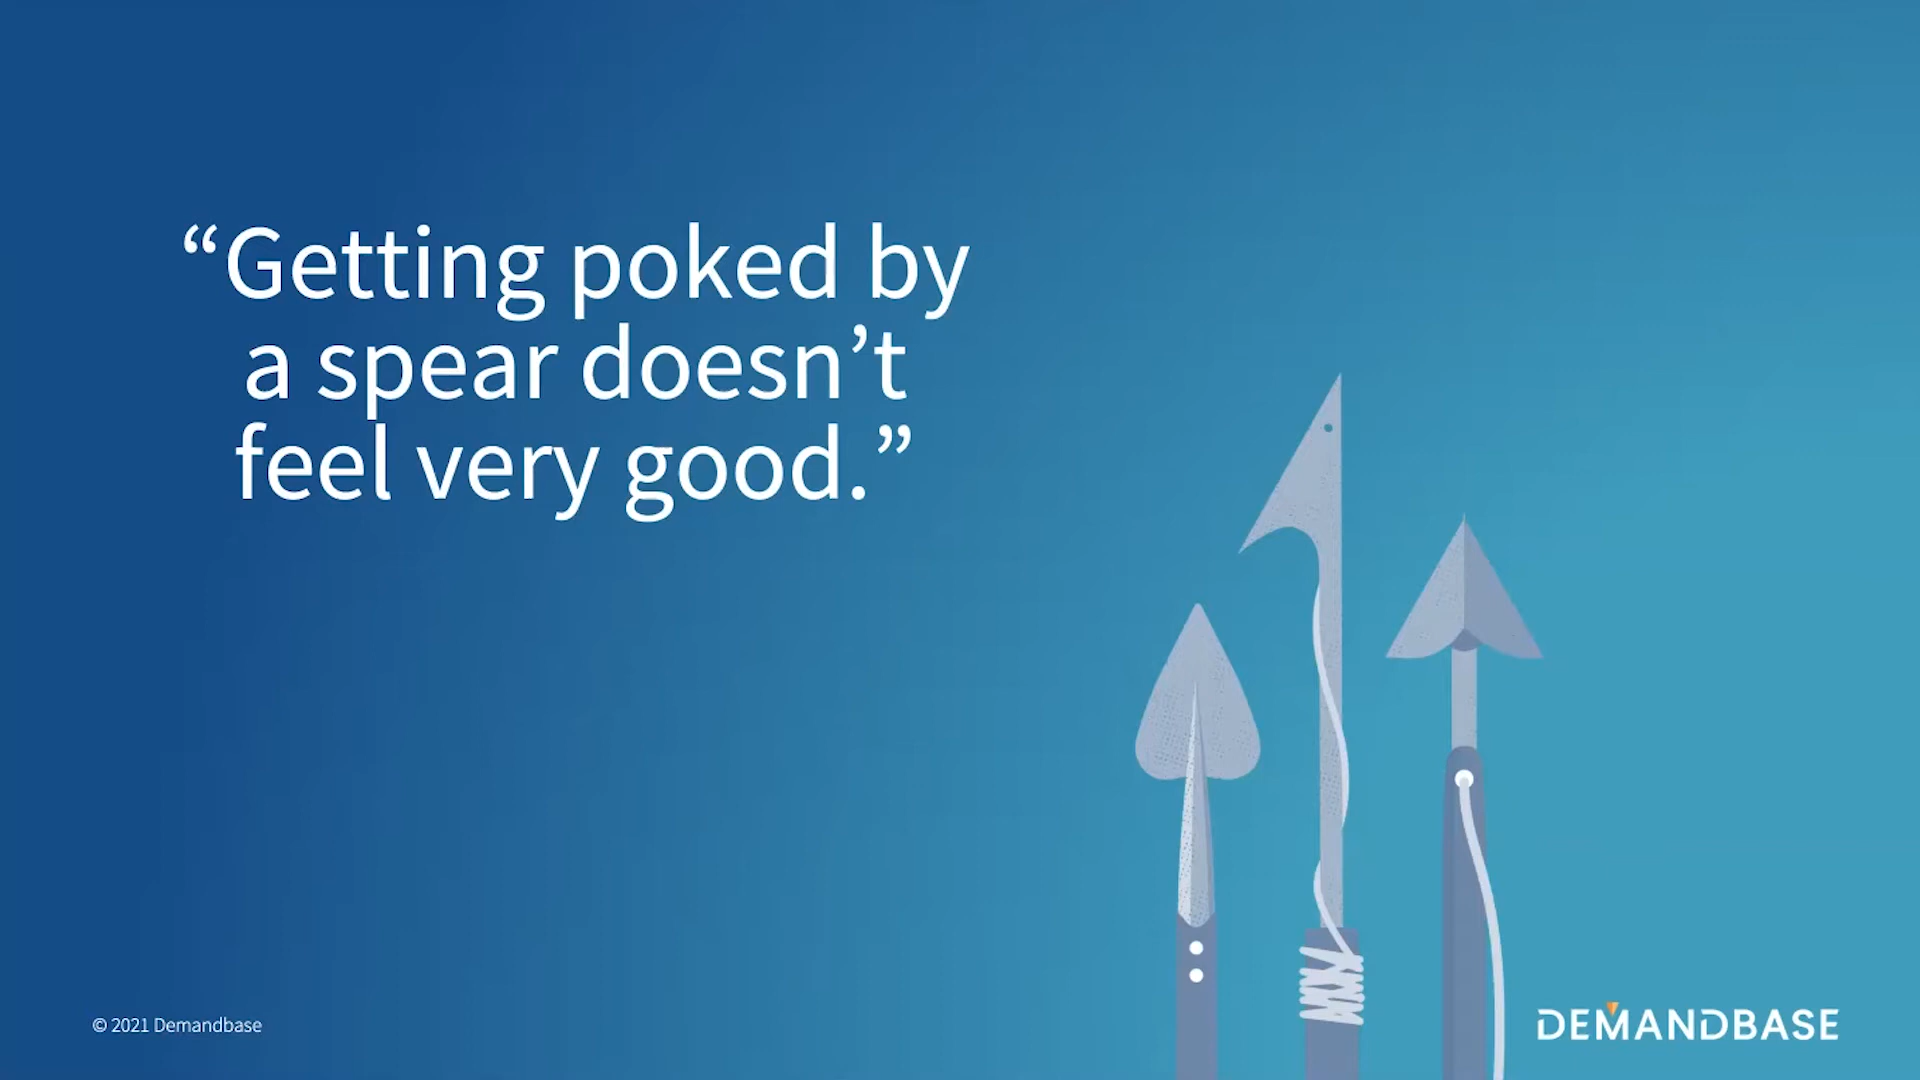 “Getting poked by
a spear doesn’t
feel very good.”
© 2021 Demandbase
DEMANDBASE